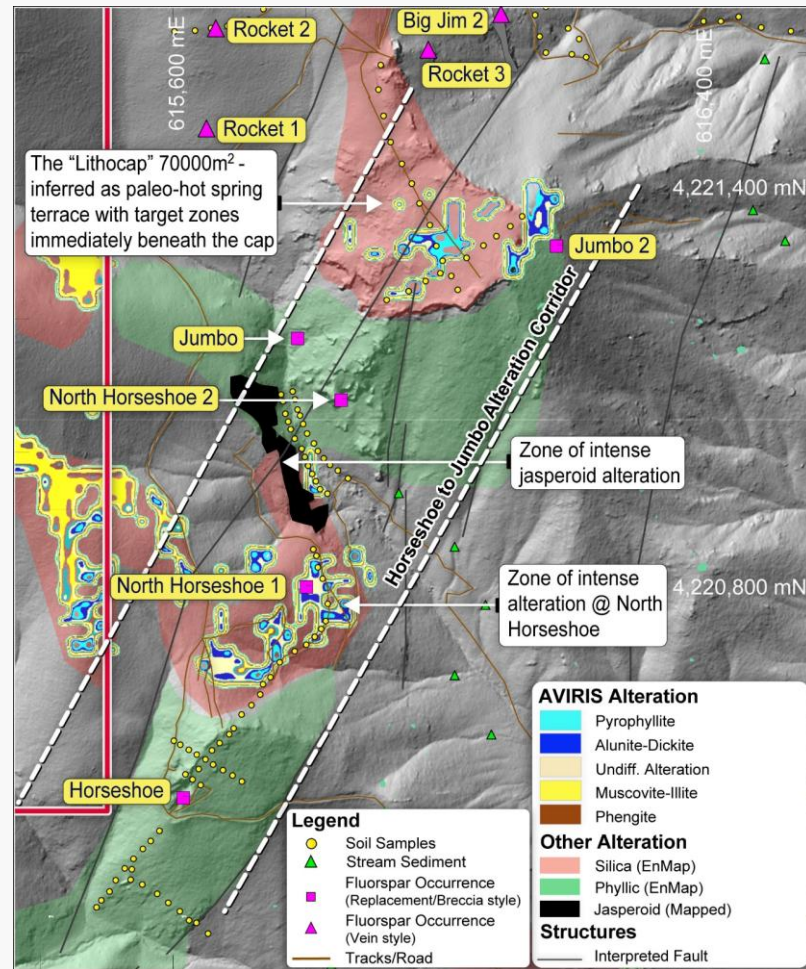 Rocket 2
Big Jim 2
615,600 mE
Rocket 3
616,400 mE
Rocket 1
The “Lithocap” 70000m² -
inferred as paleo-hot spring
terrace with target zones
immediately beneath the cap
4,221,400 mN
Jumbo 2
Jumbo
North Horseshoe 2
Horseshoe to Jumbo Alteration Corridor
Zone of intense
jasperoid alteration
North Horseshoe 1
4,220,800 mN
Zone of intense
alteration @ North
Horseshoe
Horseshoe
Legend
Soil Samples
Stream Sediment
Fluorspar Occurrence
(Replacement/Breccia style)
Fluorspar Occurrence
(Vein style)
Tracks/Road
AVIRIS Alteration
Pyrophyllite
Alunite-Dickite
Undiff. Alteration
Muscovite-Illite
Phengite
Other Alteration
Silica (EnMap)
Phyllic (EnMap)
Jasperoid (Mapped)
Structures
Interpreted Fault